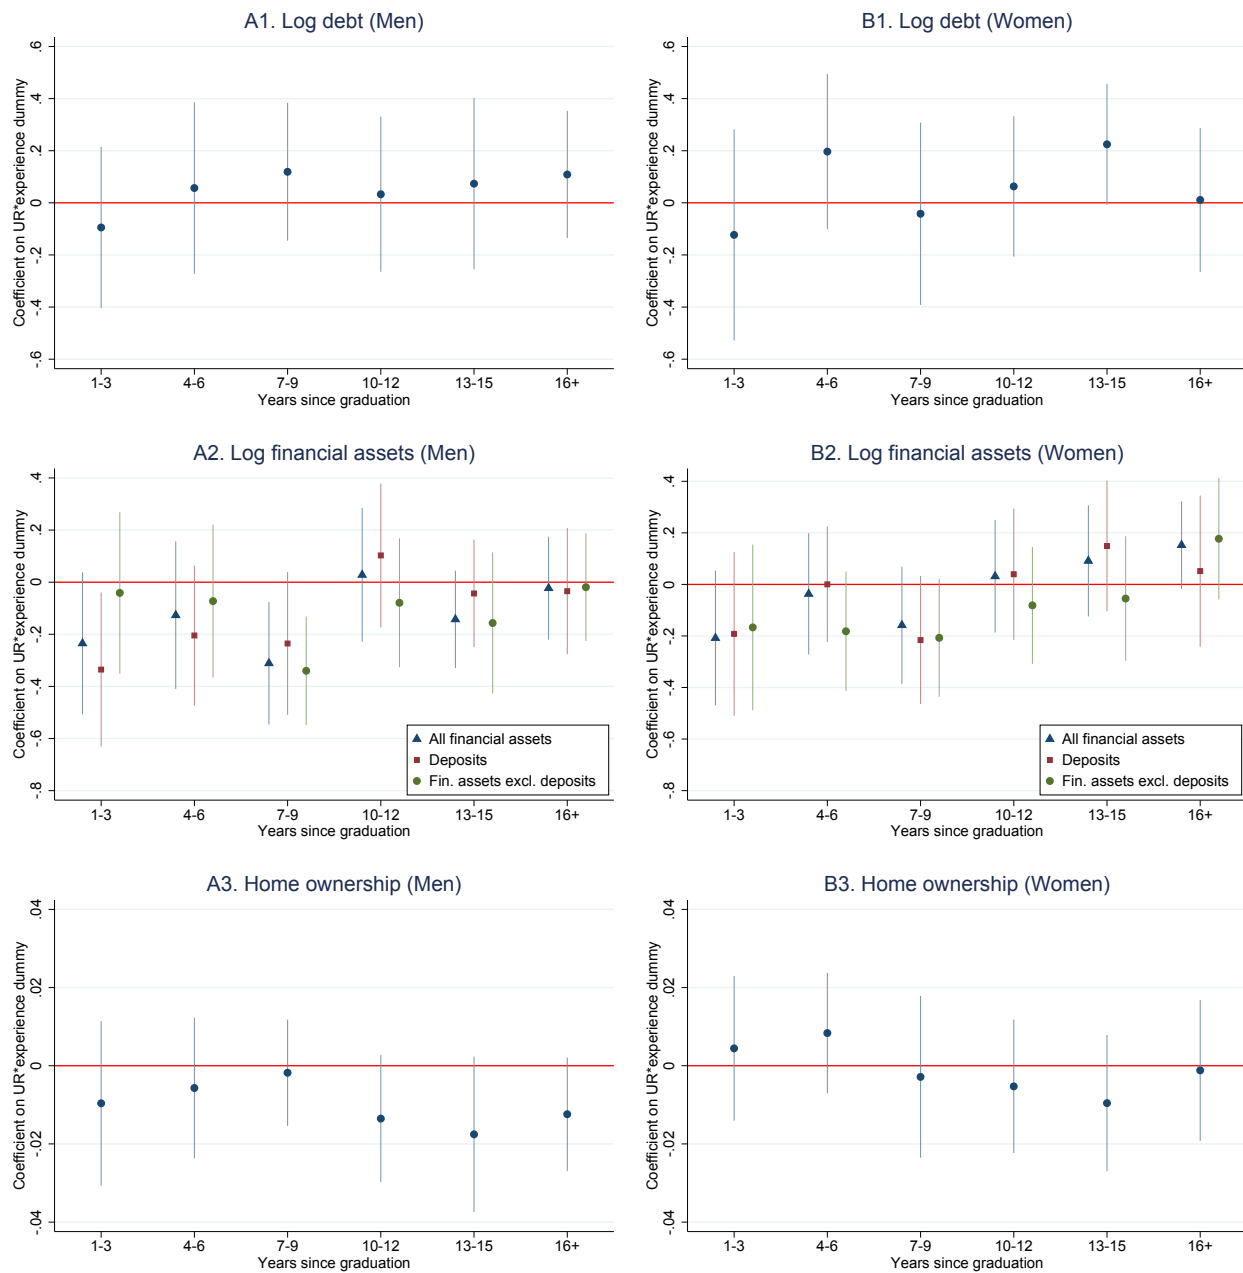 A1. Log debt (Men)
Coefficient on UR*experience dummy
.6
.4
.2
0
-.2
-.4
-.6
1-3 4-6 7-9 10-12 13-15 16+
Years since graduation
B1. Log debt (Women)
Coefficient on UR*experience dummy
.6
.4
.2
0
-.2
-.4
-.6
1-3 4-6 7-9 10-12 13-15 16+
Years since graduation
A2. Log financial assets (Men)
Coefficient on UR*experience dummy
.4
.2
0
-.2
-.4
-.6
-.8
All financial assets
Deposits
Fin. assets excl. deposits
1-3 4-6 7-9 10-12 13-15 16+
Years since graduation
B2. Log financial assets (Women)
Coefficient on UR*experience dummy
.4
.2
0
-.2
-.4
-.6
-.8
All financial assets
Deposits
Fin. assets excl. deposits
1-3 4-6 7-9 10-12 13-15 16+
Years since graduation
A3. Home ownership (Men)
Coefficient on UR*experience dummy
.04
.02
0
-.02
-.04
1-3 4-6 7-9 10-12 13-15 16+
Years since graduation
B3. Home ownership (Women)
Coefficient on UR*experience dummy
.04
.02
0
-.02
-.04
1-3 4-6 7-9 10-12 13-15 16+
Years since graduation